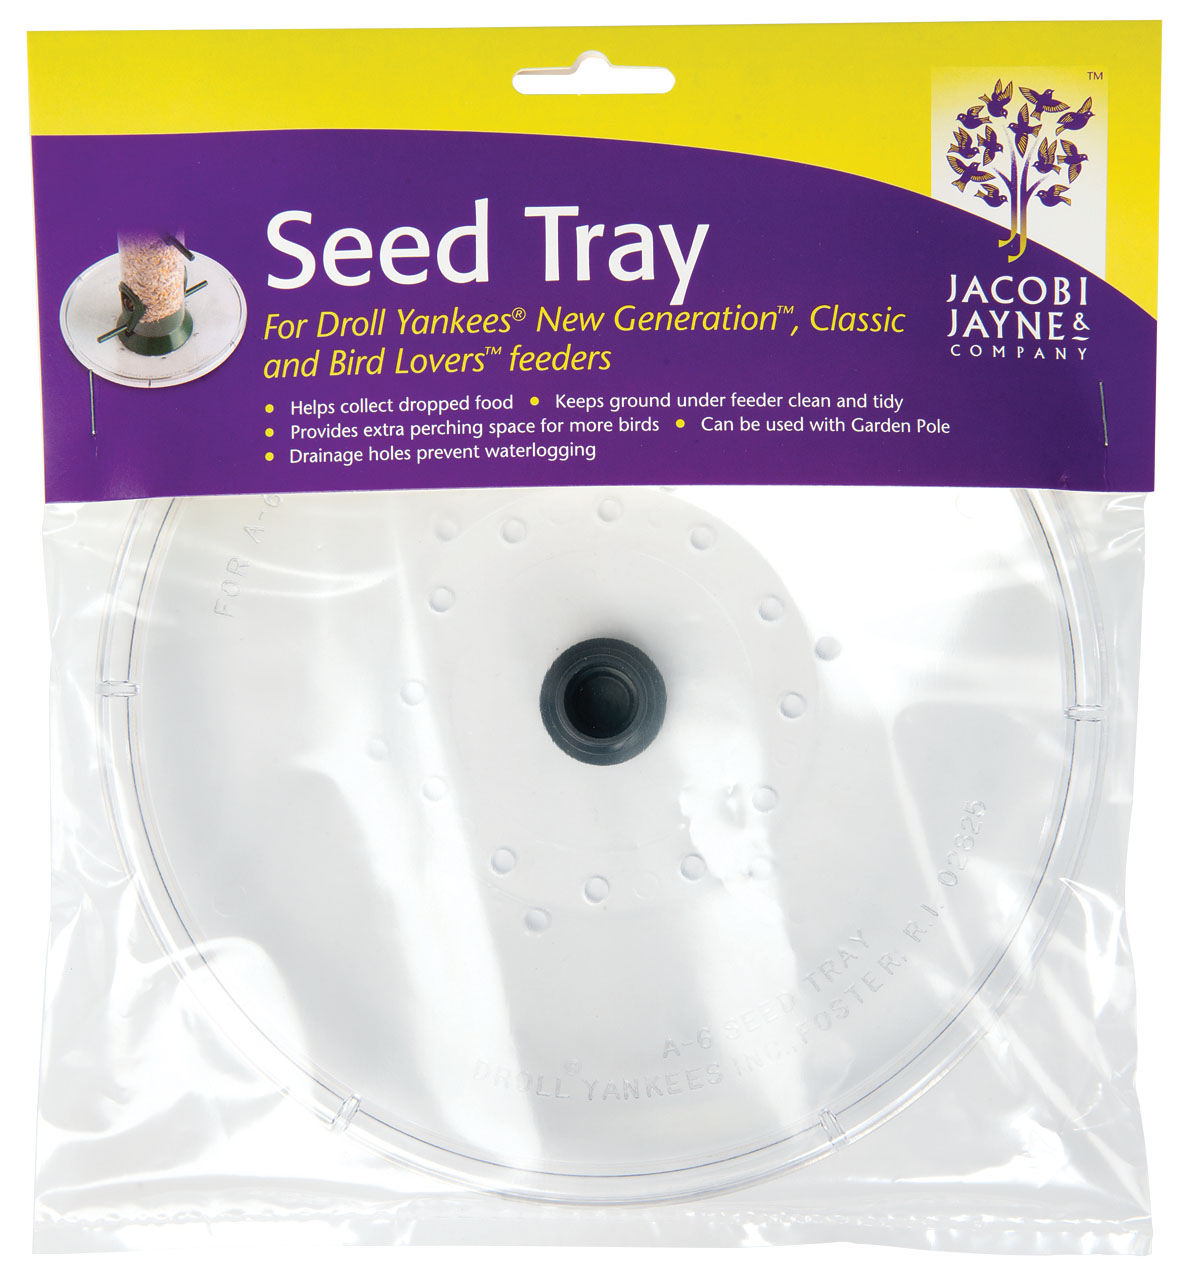 TM
JACOBI
JAYNE &
COMPANY
Seed Tray
For Droll Yankees® New Generation™, Classic
and Bird Lovers™ feeders
• Helps collect dropped food • Keeps ground under feeder clean and tidy
• Provides extra perching space for more birds • Can be used with Garden Pole
• Drainage holes prevent waterlogging
FOR A-6
A-6 SEED TRAY
DROLL® YANKEES INC., FOSTER, R.I. 02825